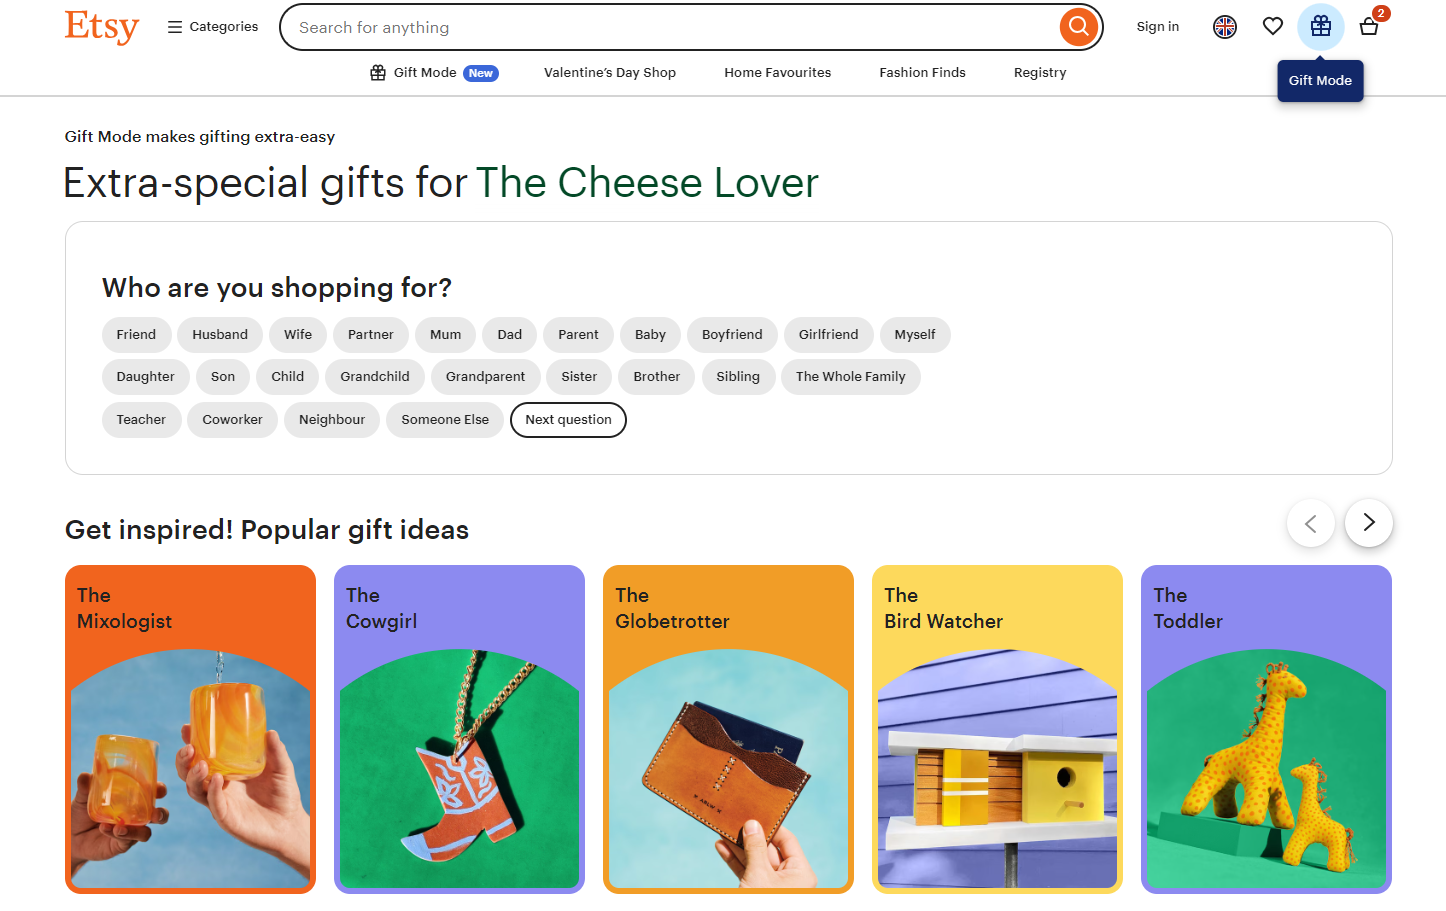 Etsy
Categories
Search for anything
Sign in
2
Gift Mode New
Valentine's Day Shop
Home Favourites
Fashion Finds
Registry
Gift Mode
Gift Mode makes gifting extra-easy
Extra-special gifts for The Cheese Lover
Who are you shopping for?
Friend Husband Wife Partner Mum Dad Parent Baby Boyfriend Girlfriend Myself
Daughter Son Child Grandchild Grandparent Sister Brother Sibling The Whole Family
Teacher Coworker Neighbour Someone Else Next question
Get inspired! Popular gift ideas
The
Mixologist
The
Cowgirl
The
Globetrotter
The
Bird Watcher
The
Toddler